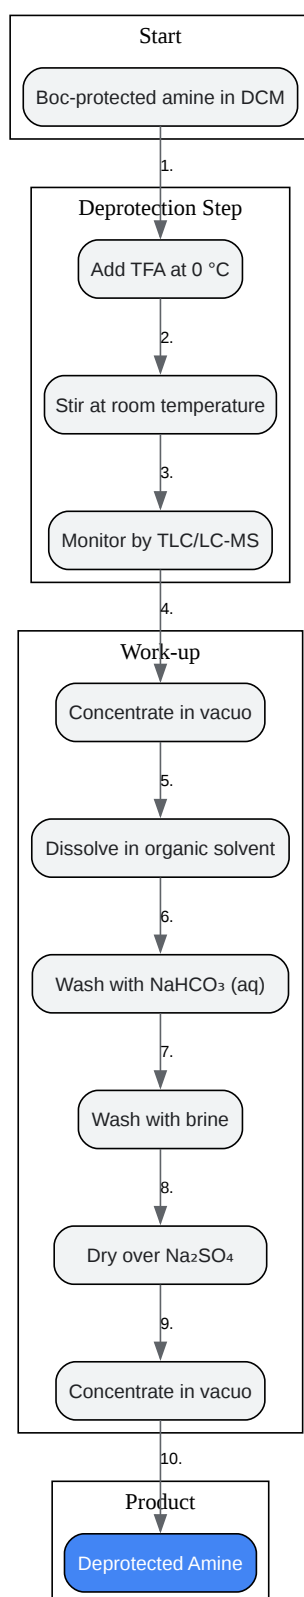 Start
Boc-protected amine in DCM
1.
Deprotection Step
Add TFA at 0 °C
2.
Stir at room temperature
3.
Monitor by TLC/LC-MS
4.
Work-up
Concentrate in vacuo
5.
Dissolve in organic solvent
6.
Wash with NaHCO₃ (aq)
7.
Wash with brine
8.
Dry over Na₂SO₄
9.
Concentrate in vacuo
10.
Product
Deprotected Amine